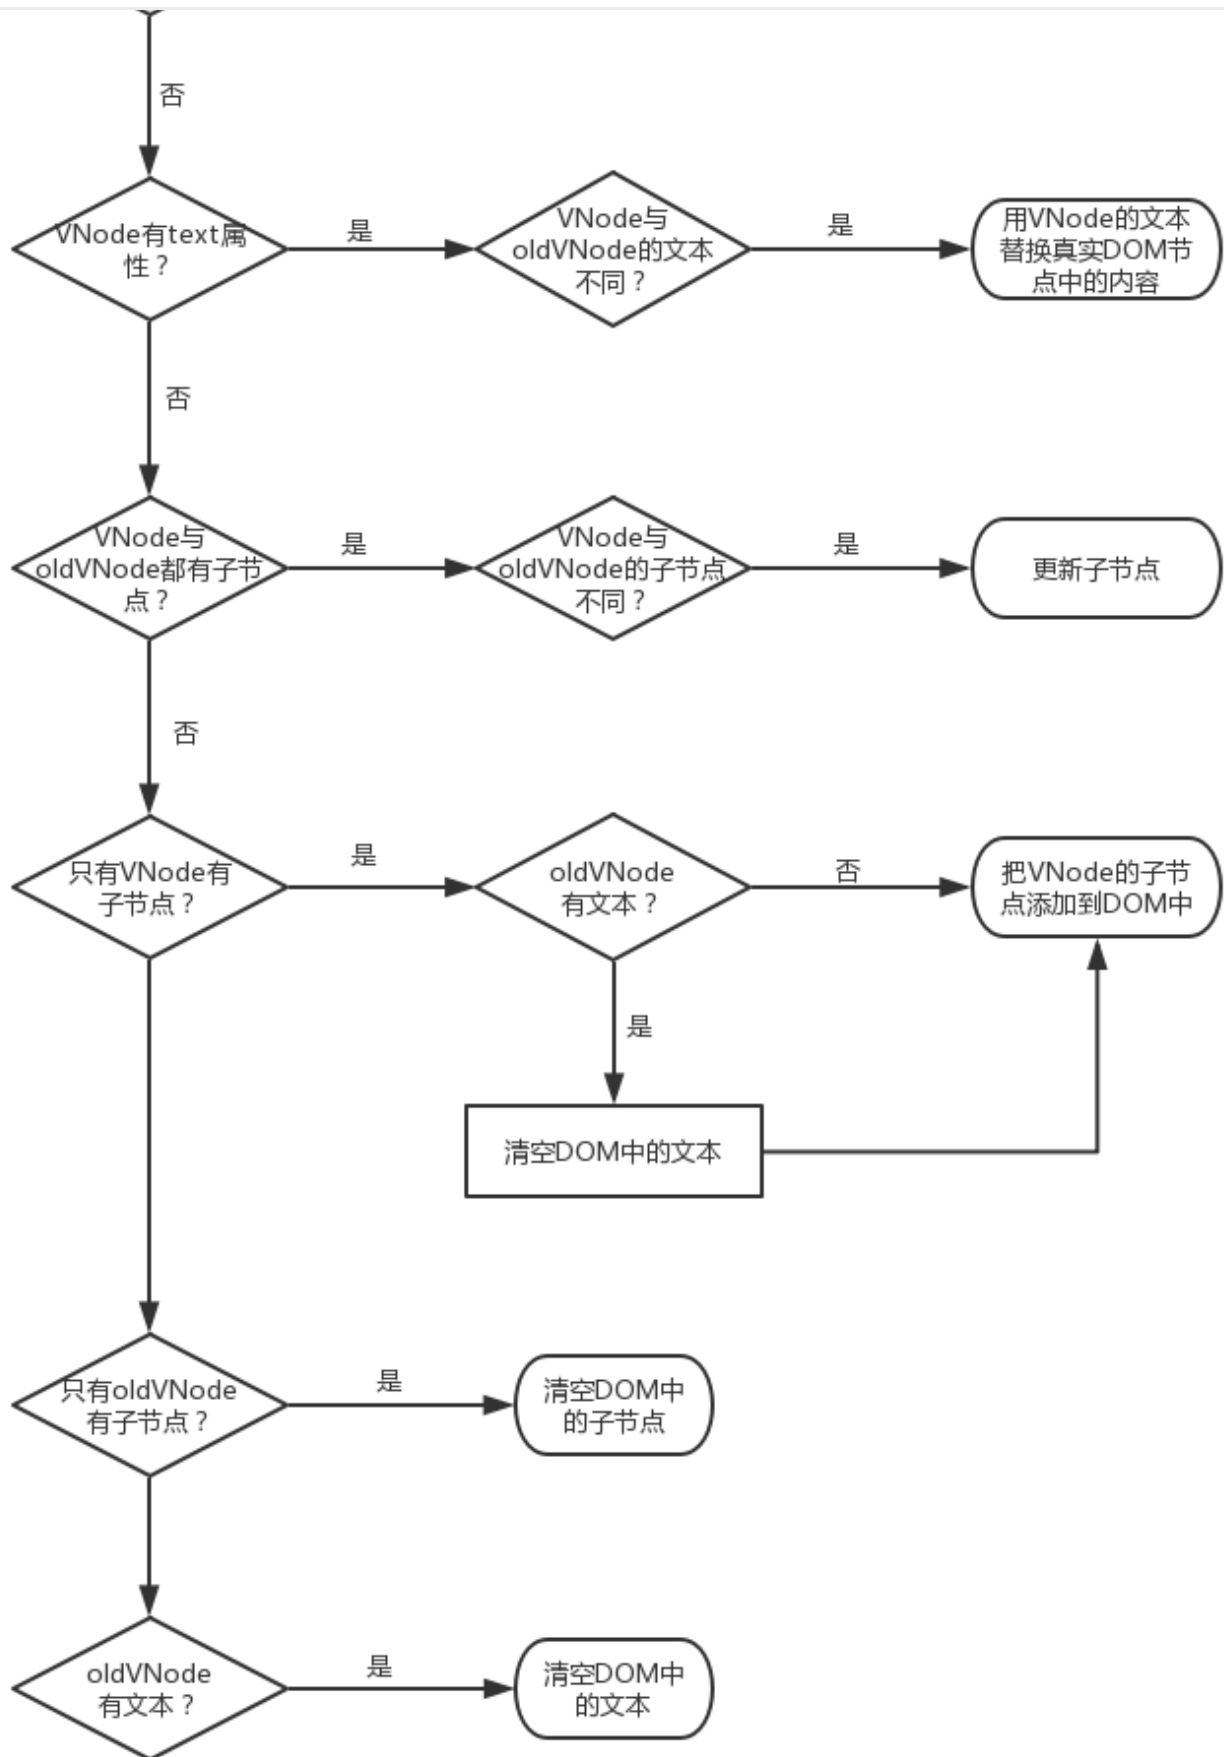 否
VNode有text属
性？
是
VNode与
oldVNode的文本
不同？
是
用VNode的文本
替换真实DOM节
点中的内容
否
VNode与
oldVNode都有子节
点？
是
VNode与
oldVNode的子节点
不同？
是
更新子节点
否
只有VNode有
子节点？
是
oldVNode
有文本？
否
把VNode的子节
点添加到DOM中
是
清空DOM中的文本
只有oldVNode
有子节点？
是
清空DOM中
的子节点
oldVNode
有文本？
是
清空DOM中
的文本